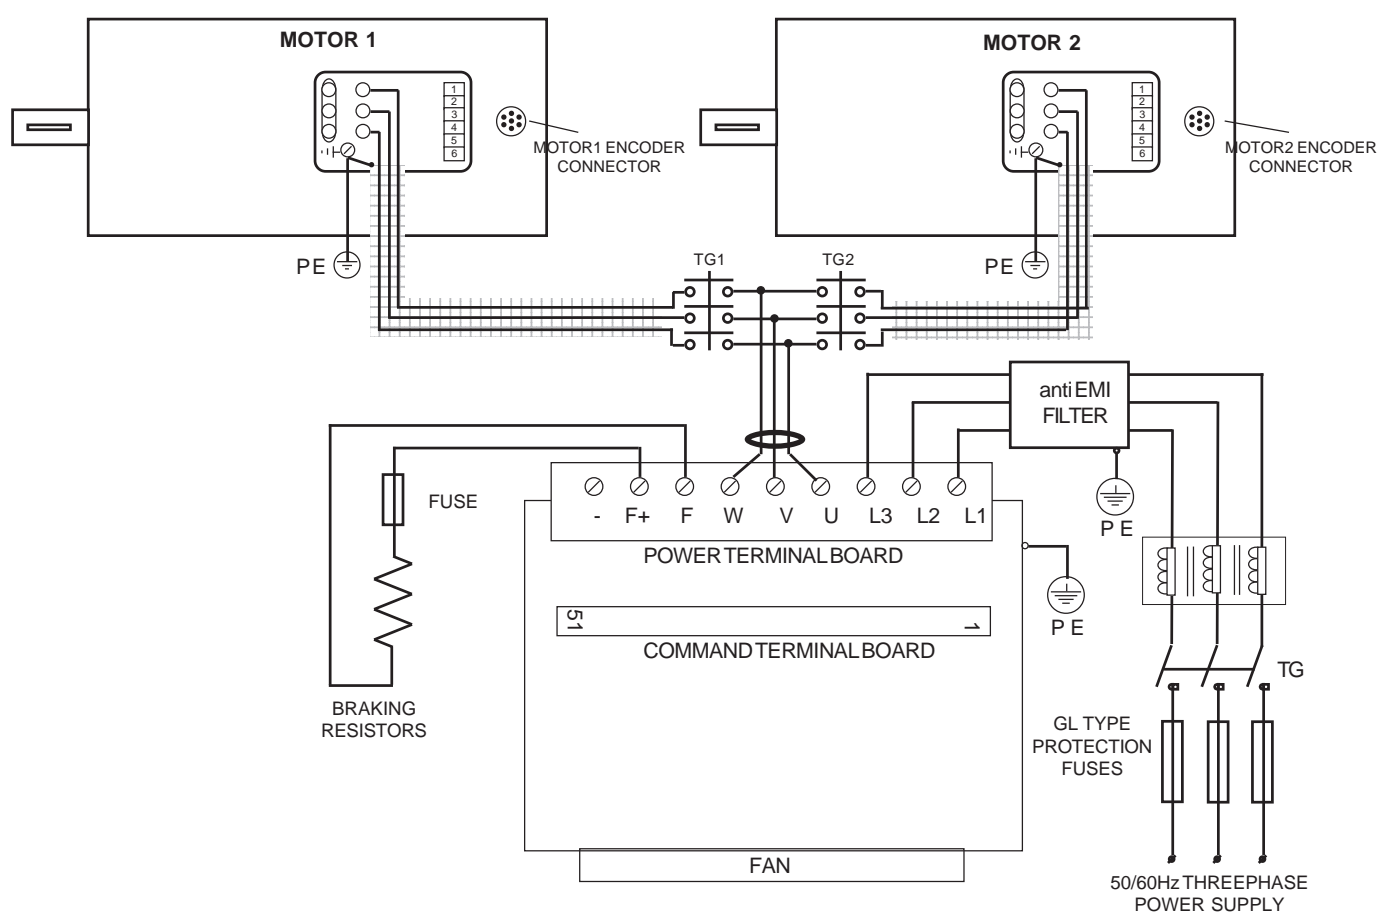 MOTOR 1
MOTOR 2
1
2
3
4
5
6
1
2
3
4
5
6
MOTOR1 ENCODER
CONNECTOR
MOTOR2 ENCODER
CONNECTOR
PE
TG1
TG2
PE
anti EMI
FILTER
FUSE
- F+ F W V U L3 L2 L1
PE
POWER TERMINAL BOARD
51
1
PE
COMMAND TERMINAL BOARD
TG
BRAKING
RESISTORS
GL TYPE
PROTECTION
FUSES
FAN
50/60Hz THREEPHASE
POWER SUPPLY